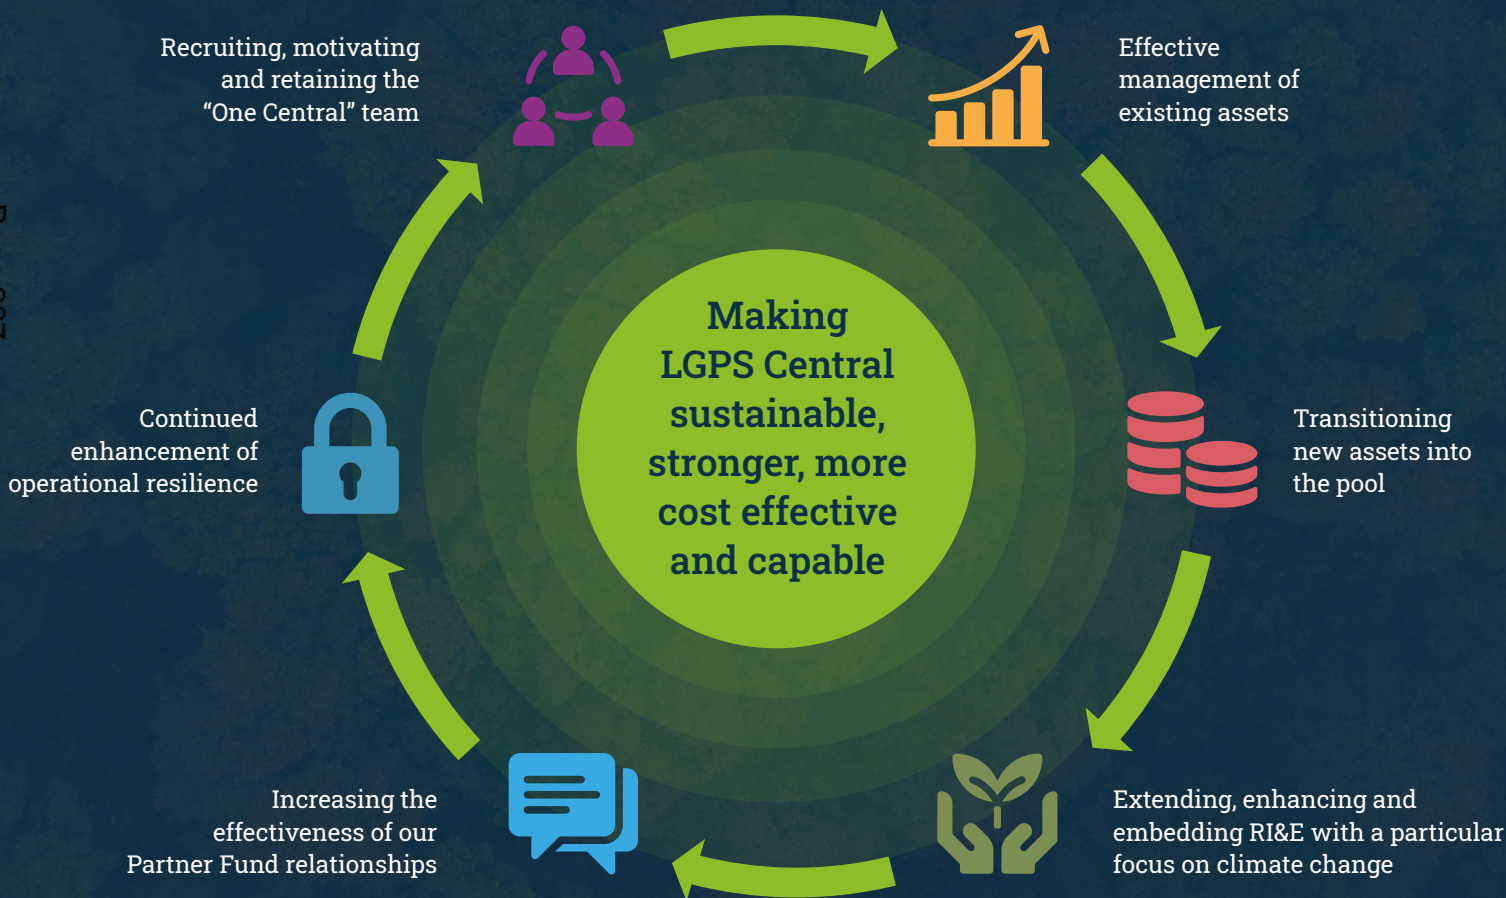 Recruiting, motivating
and retaining the
“One Central” team
Effective
management of
existing assets
Making
LGPS Central
sustainable,
stronger, more
cost effective
and capable
Continued
enhancement of
operational resilience
Transitioning
new assets into
the pool
Increasing the
effectiveness of our
Partner Fund relationships
Extending, enhancing and
embedding RI&E with a particular
focus on climate change